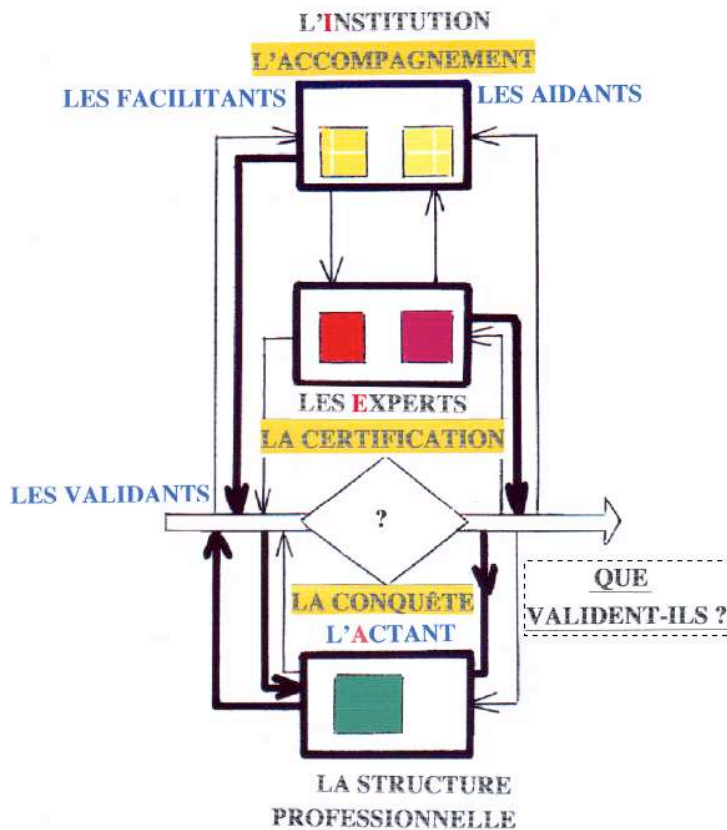 L'INSTITUTION
L'ACCOMPAGNEMENT
LES FACILITANTS
LES AIDANTS
LES EXPERTS
LA CERTIFICATION
LES VALIDANTS
?
QUE
VALIDENT-ILS ?
LA CONQUÊTE
L'ACTANT
LA STRUCTURE
PROFESSIONNELLE